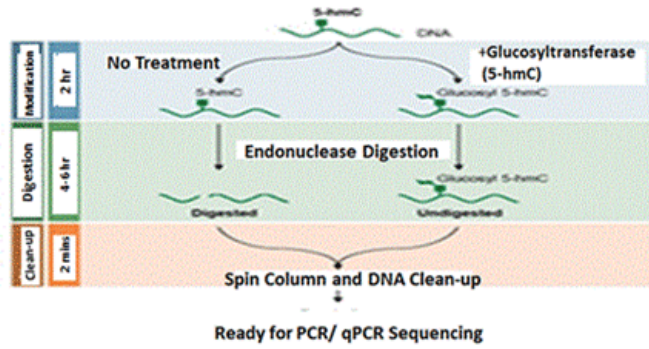 5-hmC
DNA
Modification
2 hr
No Treatment
+Glucosyltransferase
(5-hmC)
5-hmC
Glucosyl 5-hmC
Digestion
4-6 hr
Endonuclease Digestion
Glucosyl 5-hmC
Digested
Undigested
Clean-up
2 mins
Spin Column and DNA Clean-up
Ready for PCR/ qPCR Sequencing